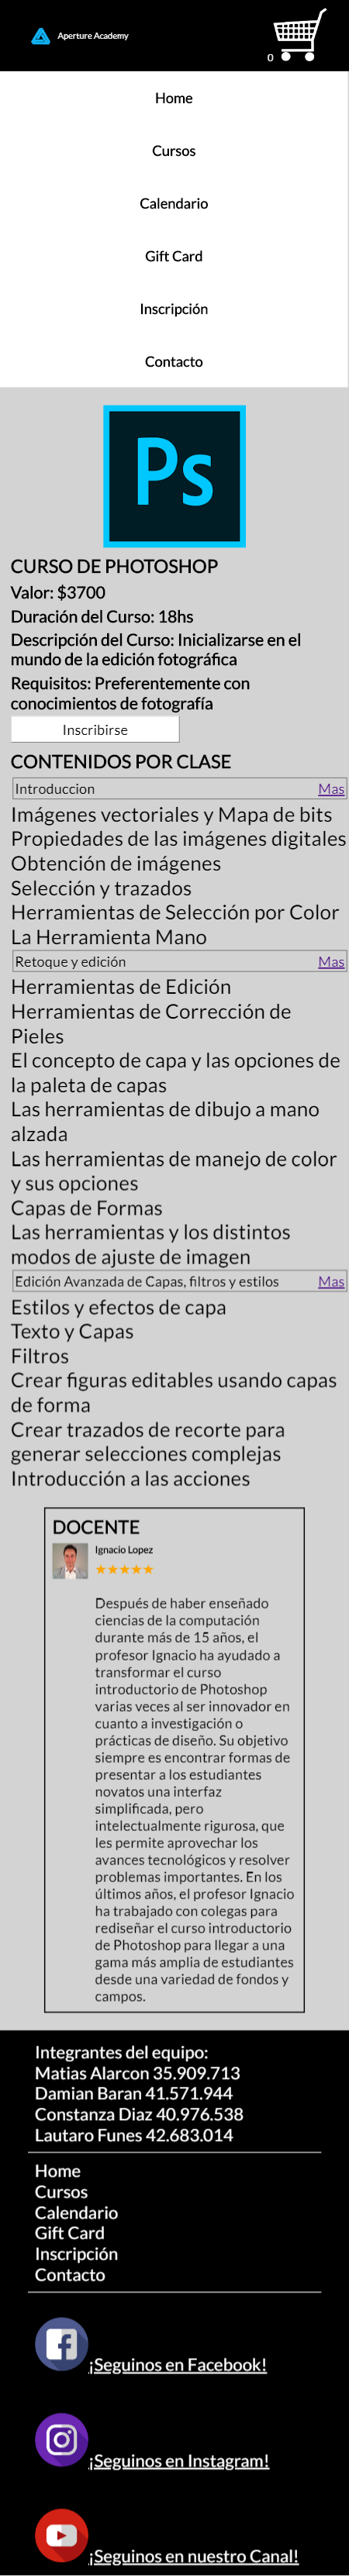 Aperture Academy
0
Home
Cursos
Calendario
Gift Card
Inscripción
Contacto
Ps
CURSO DE PHOTOSHOP
Valor: $3700
Duración del Curso: 18hs
Descripción del Curso: Inicializarse en el
mundo de la edición fotográfica
Requisitos: Preferentemente con
conocimientos de fotografía
Inscribirse
CONTENIDOS POR CLASE
Introduccion Mas
Imágenes vectoriales y Mapa de bits
Propiedades de las imágenes digitales
Obtención de imágenes
Selección y trazados
Herramientas de Selección por Color
La Herramienta Mano
Retoque y edición Mas
Herramientas de Edición
Herramientas de Corrección de
Pieles
El concepto de capa y las opciones de
la paleta de capas
Las herramientas de dibujo a mano
alzada
Las herramientas de manejo de color
y sus opciones
Capas de Formas
Las herramientas y los distintos
modos de ajuste de imagen
Edición Avanzada de Capas, filtros y estilos Mas
Estilos y efectos de capa
Texto y Capas
Filtros
Crear figuras editables usando capas
de forma
Crear trazados de recorte para
generar selecciones complejas
Introducción a las acciones
DOCENTE
Ignacio Lopez
Después de haber enseñado
ciencias de la computación
durante más de 15 años, el
profesor Ignacio ha ayudado a
transformar el curso
introductorio de Photoshop
varias veces al ser innovador en
cuanto a investigación o
prácticas de diseño. Su objetivo
siempre es encontrar formas de
presentar a los estudiantes
novatos una interfaz
simplificada, pero
intelectualmente rigurosa, que
les permite aprovechar los
avances tecnológicos y resolver
problemas importantes. En los
últimos años, el profesor Ignacio
ha trabajado con colegas para
rediseñar el curso introductorio
de Photoshop para llegar a una
gama más amplia de estudiantes
desde una variedad de fondos y
campos.
Integrantes del equipo:
Matias Alarcon 35.909.713
Damian Baran 41.571.944
Constanza Diaz 40.976.538
Lautaro Funes 42.683.014
Home
Cursos
Calendario
Gift Card
Inscripción
Contacto
¡Seguinos en Facebook!
¡Seguinos en Instagram!
¡Seguinos en nuestro Canal!